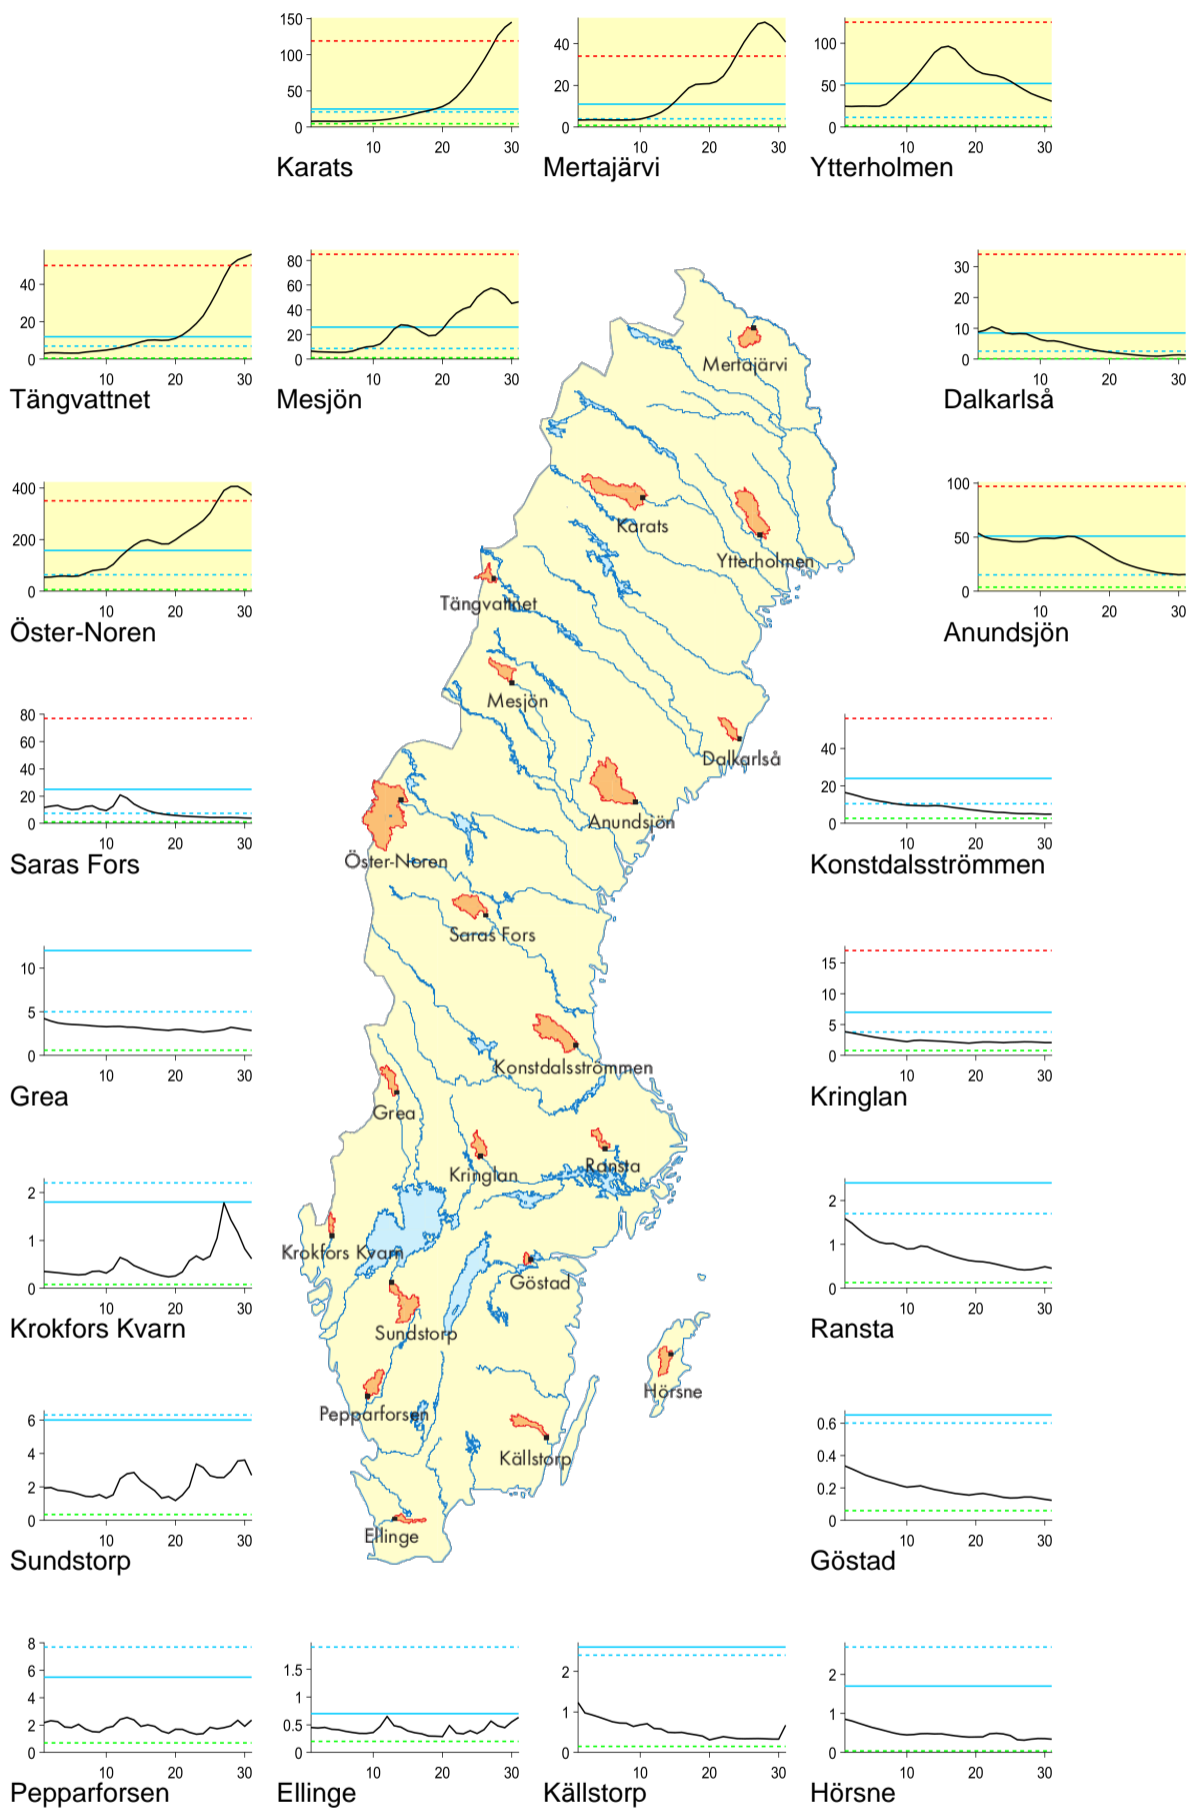 150
100
50
0
10 20 30
Karats
40
20
0
10 20 30
Mertajärvi
100
50
0
10 20 30
Ytterholmen
40
20
0
10 20 30
Tängvattnet
80
60
40
20
0
10 20 30
Mesjön
30
20
10
0
10 20 30
Dalkarlså
400
200
0
10 20 30
Öster-Noren
100
50
0
10 20 30
Anundsjön
80
60
40
20
0
10 20 30
Saras Fors
40
20
0
10 20 30
Konstdalsströmmen
10
5
0
10 20 30
Grea
15
10
5
0
10 20 30
Kringlan
2
1
0
10 20 30
Krokfors Kvarn
2
1
0
10 20 30
Ransta
6
4
2
0
10 20 30
Sundstorp
0.6
0.4
0.2
0
10 20 30
Göstad
8
6
4
2
0
10 20 30
Pepparforsen
1.5
1
0.5
0
10 20 30
Ellinge
2
1
0
10 20 30
Källstorp
2
1
0
10 20 30
Hörsne
Mertajärvi
Karats
Ytterholmen
Tängvattnet
Mesjön
Dalkarlså
Anundsjön
Öster-Noren
Saras Fors
Konstdalsströmmen
Grea
Kringlan
Ransta
Krokfors Kvarn
Göstad
Sundstorp
Hörsne
Pepparforsen
Källstorp
Ellinge